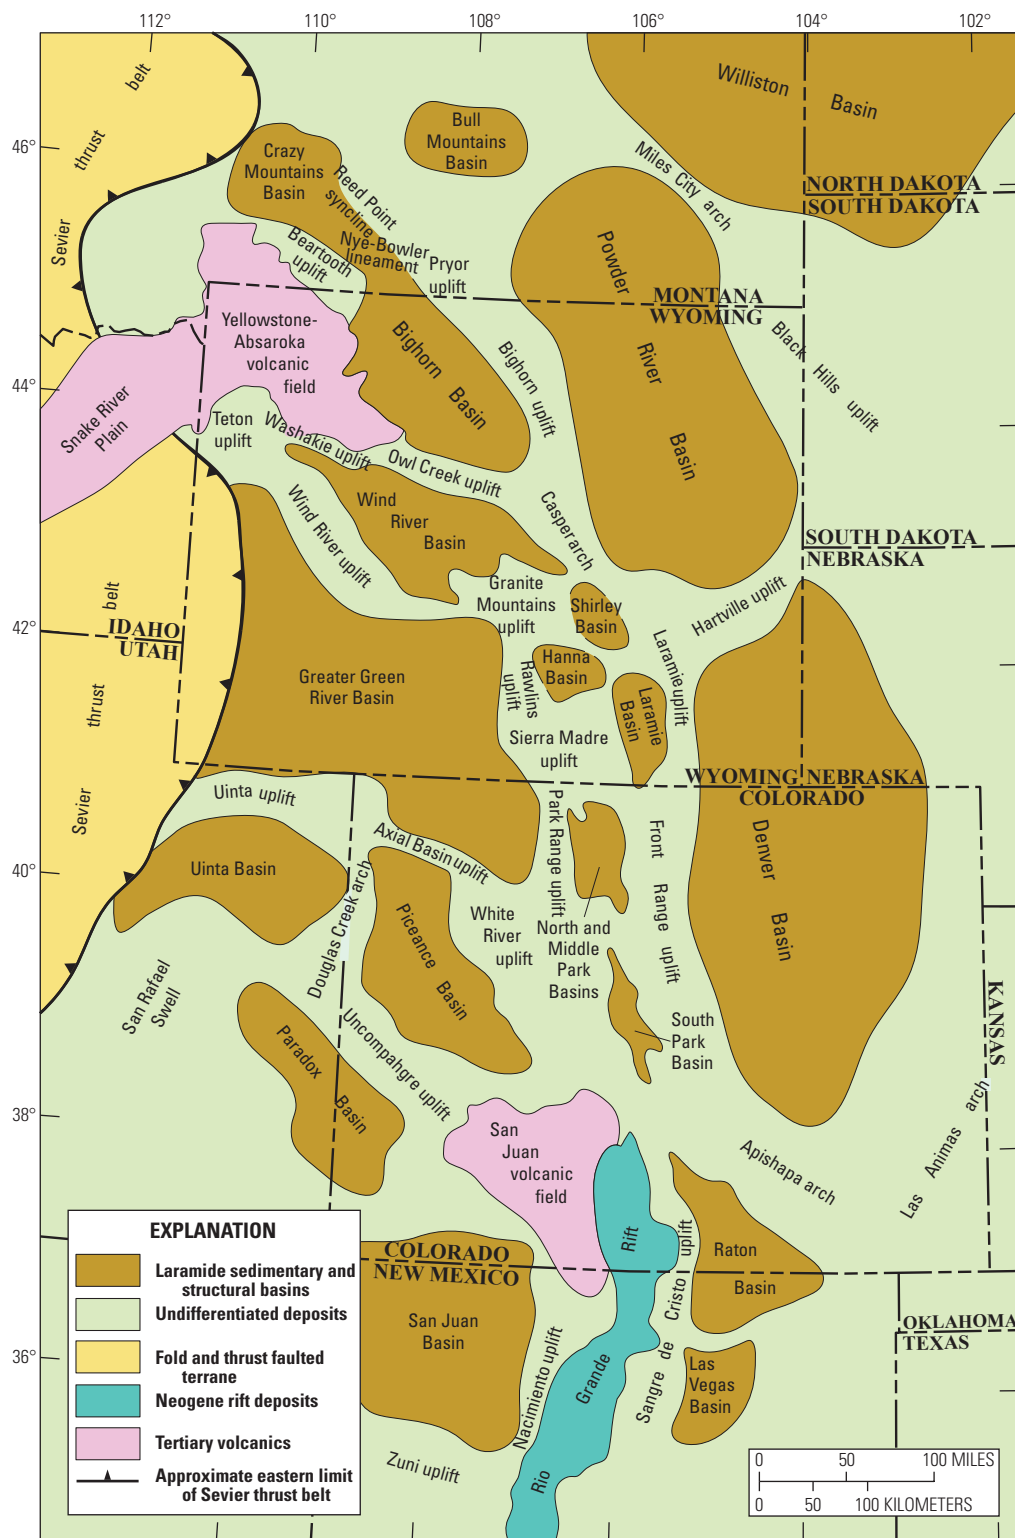 112°
110°
108°
106°
104°
102°
46°
44°
42°
40°
38°
36°
Sevier
thrust
belt
Crazy
Mountains
Basin
Bull
Mountains
Basin
Williston
Basin
Miles City arch
NORTH DAKOTA
SOUTH DAKOTA
Reed Point
syncline
Nye-Bowler
lineament
Beartooth
uplift
Pryor
uplift
Powder
River
Basin
MONTANA
WYOMING
Yellowstone-
Absaroka
volcanic
field
Bighorn
Basin
Bighorn uplift
Black Hills uplift
Snake River
Plain
Teton
uplift
Washakie uplift
Owl Creek uplift
Wind River uplift
Wind
River
Basin
Casper arch
SOUTH DAKOTA
NEBRASKA
Granite
Mountains
uplift
Shirley
Basin
Hartville uplift
IDAHO
UTAH
Sevier
thrust
belt
Greater Green
River Basin
Rawlins
uplift
Hanna
Basin
Laramie
Basin
Laramie uplift
Sierra Madre
uplift
WYOMING
NEBRASKA
COLORADO
Uinta uplift
Axial Basin uplift
Park Range uplift
Front Range uplift
Denver
Basin
Uinta Basin
Douglas Creek arch
Piceance
Basin
White
River
uplift
North and
Middle
Park
Basins
San Rafael
Swell
South
Park
Basin
KANSAS
Paradox
Basin
Uncompahgre uplift
San
Juan
volcanic
field
Apishapa arch
Las Animas arch
Rio Grande Rift
Sangre de Cristo uplift
Raton
Basin
COLORADO
NEW MEXICO
San Juan
Basin
Nacimiento uplift
Las
Vegas
Basin
OKLAHOMA
TEXAS
Zuni uplift
EXPLANATION
Laramide sedimentary and
structural basins
Undifferentiated deposits
Fold and thrust faulted
terrane
Neogene rift deposits
Tertiary volcanics
Approximate eastern limit
of Sevier thrust belt
0 50 100 MILES
0 50 100 KILOMETERS